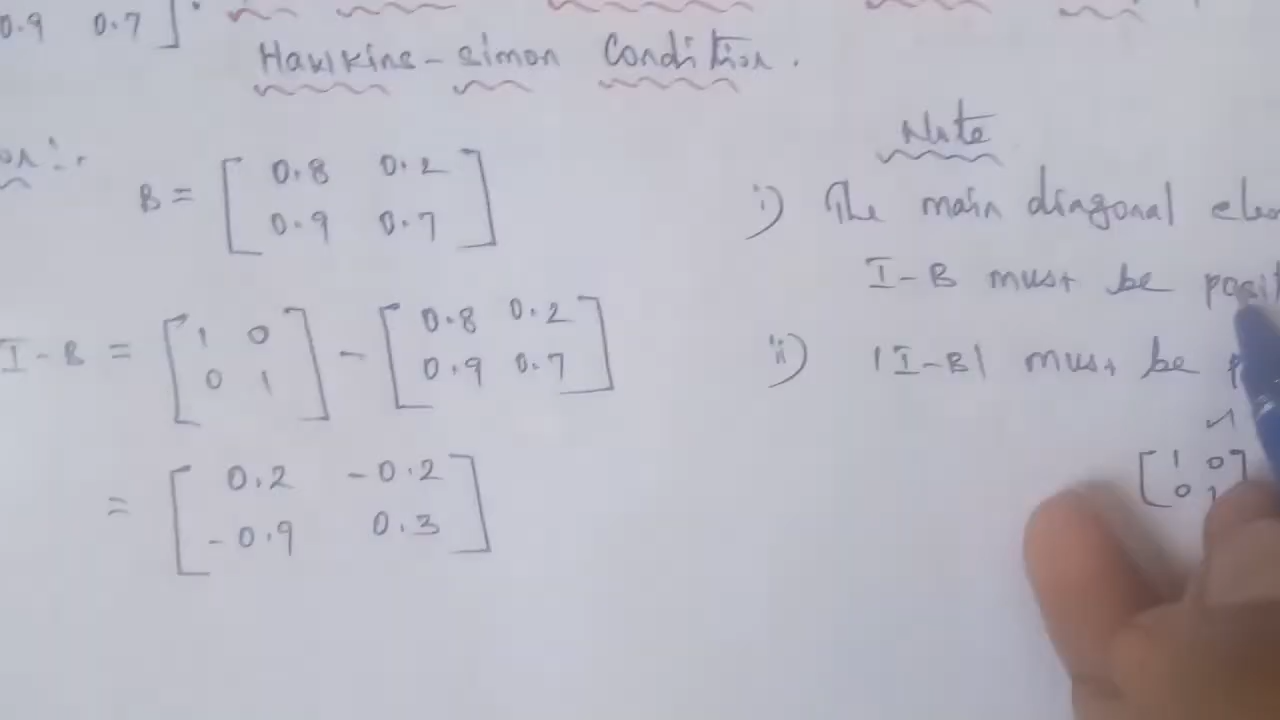 0.9 0.7 ] .
Hawkins - Simon Condition .
B = [ 0.8 0.2
0.9 0.7 ]
I - B = [ 1 0
0 1 ] - [ 0.8 0.2
0.9 0.7 ]
= [ 0.2 -0.2
-0.9 0.3 ]
Note
i) The main diagonal
I - B must be
ii) |I - B| must be
[ 1 0
0 1